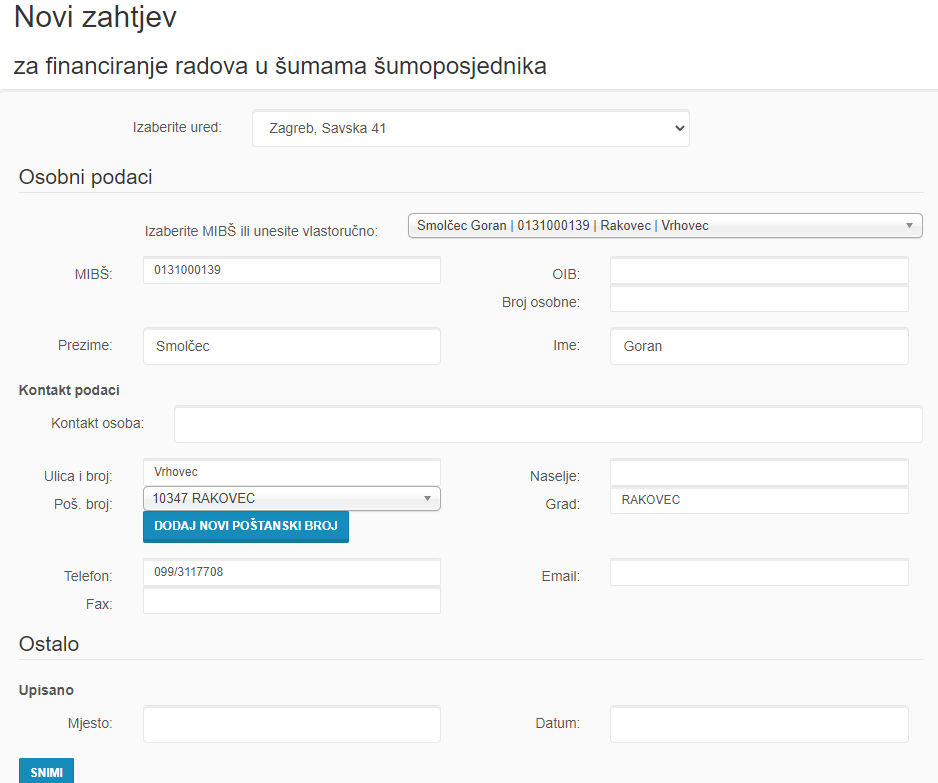 Novi zahtjev
za financiranje radova u šumama šumoposjednika
Izaberite ured: Zagreb, Savska 41
Osobni podaci
Izaberite MIBŠ ili unesite vlastoručno: Smolčec Goran | 0131000139 | Rakovec | Vrhovec
MIBŠ: 0131000139 OIB:
Broj osobne:
Prezime: Smolčec Ime: Goran
Kontakt podaci
Kontakt osoba:
Ulica i broj: Vrhovec Naselje:
Poš. broj: 10347 RAKOVEC Grad: RAKOVEC
DODAJ NOVI POŠTANSKI BROJ
Telefon: 099/3117708 Email:
Fax:
Ostalo
Upisano
Mjesto: Datum:
SNIMI